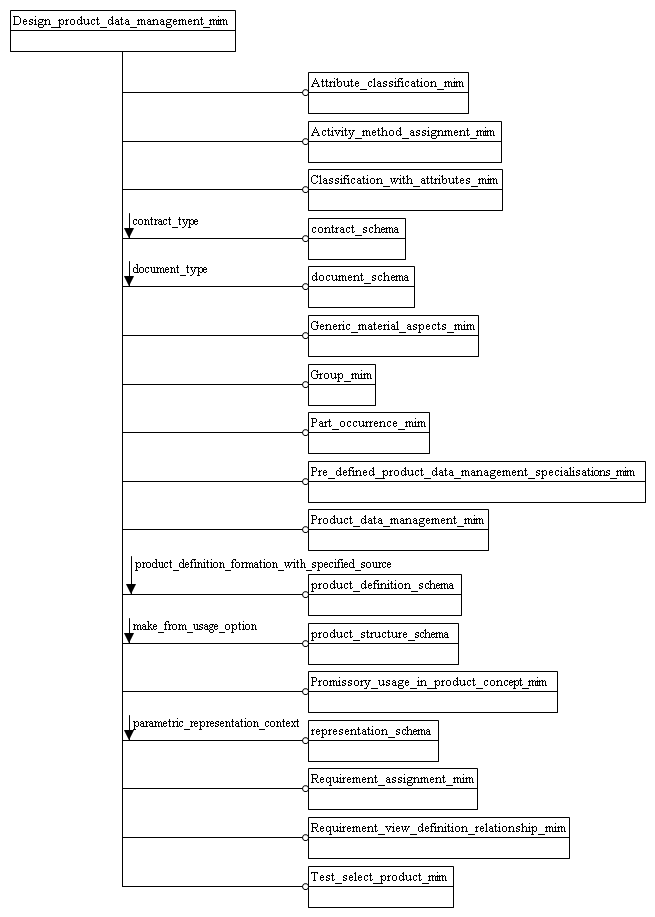 Design_product_data_management_mim
Attribute_classification_mim
Activity_method_assignment_mim
Classification_with_attributes_mim
contract_type
contract_schema
document_type
document_schema
Generic_material_aspects_mim
Group_mim
Part_occurrence_mim
Pre_defined_product_data_management_specialisations_mim
Product_data_management_mim
product_definition_formation_with_specified_source
product_definition_schema
make_from_usage_option
product_structure_schema
Promissory_usage_in_product_concept_mim
parametric_representation_context
representation_schema
Requirement_assignment_mim
Requirement_view_definition_relationship_mim
Test_select_product_mim